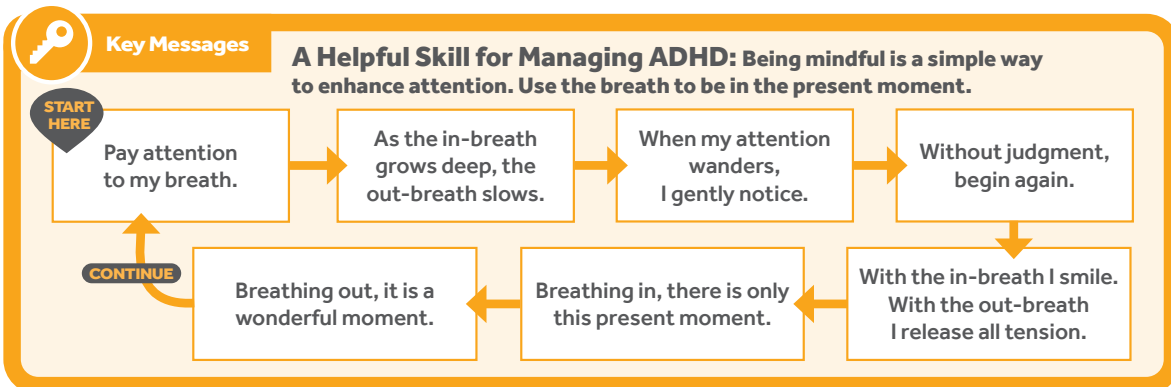 Key Messages
A Helpful Skill for Managing ADHD: Being mindful is a simple way
to enhance attention. Use the breath to be in the present moment.
START
HERE
Pay attention
to my breath.
As the in-breath
grows deep, the
out-breath slows.
When my attention
wanders,
I gently notice.
Without judgment,
begin again.
With the in-breath I smile.
With the out-breath
I release all tension.
Breathing in, there is only
this present moment.
Breathing out, it is a
wonderful moment.
CONTINUE